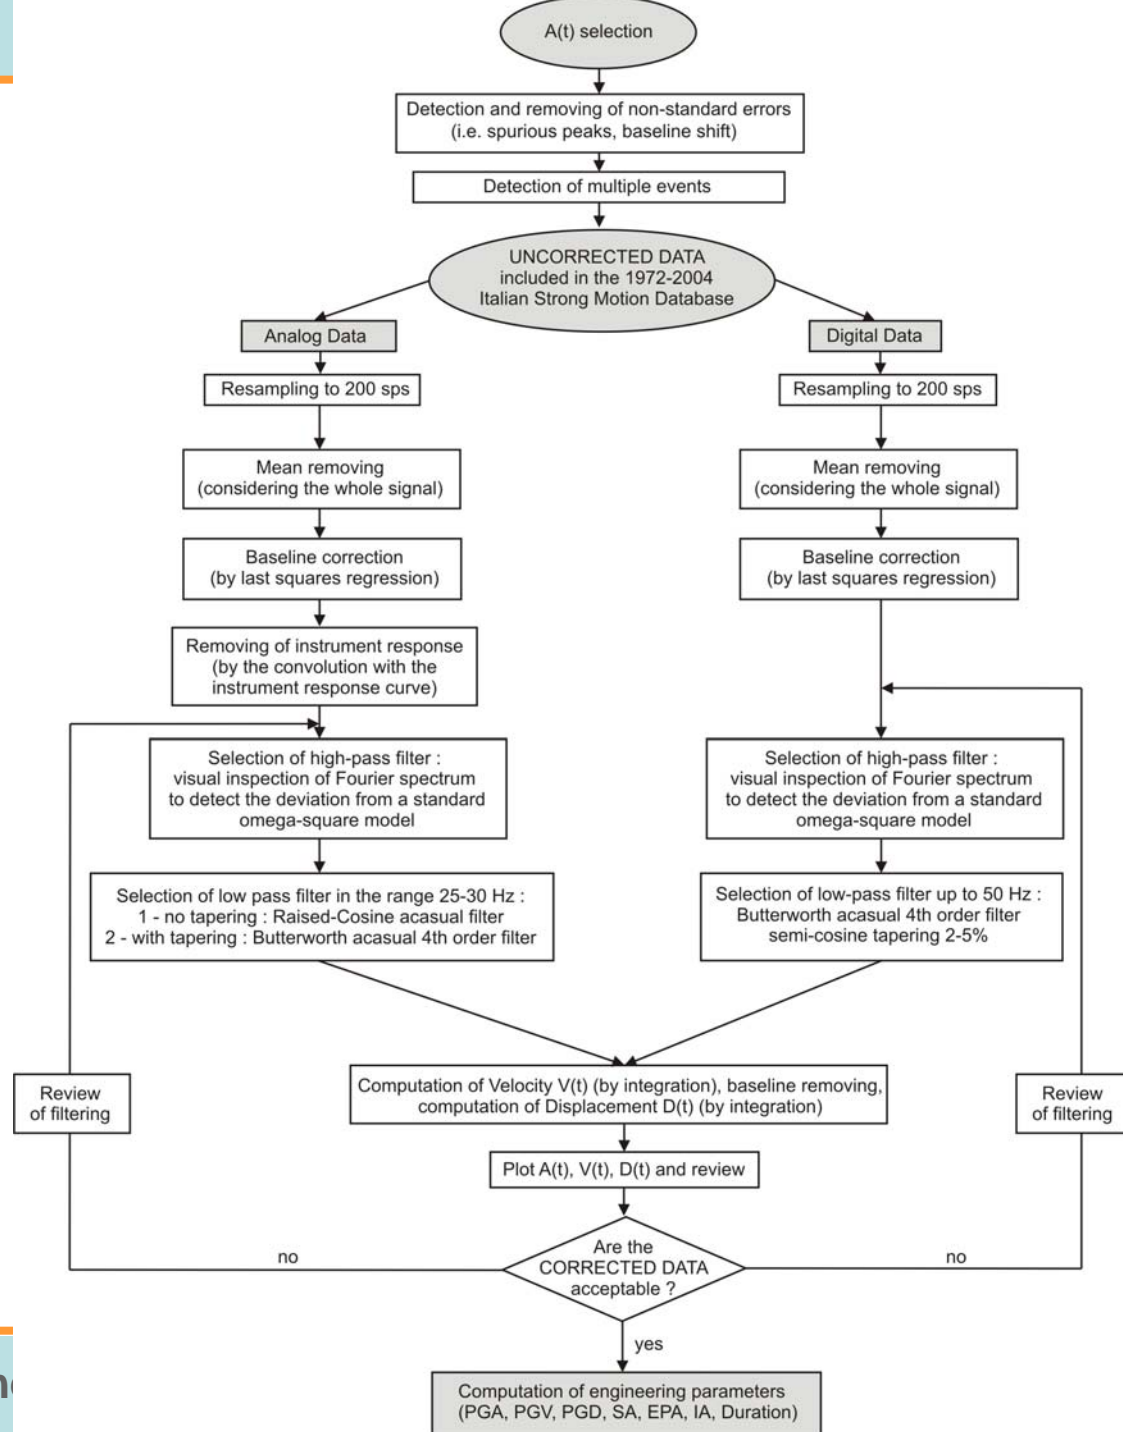 A(t) selection
Detection and removing of non-standard errors
(i.e. spurious peaks, baseline shift)
Detection of multiple events
UNCORRECTED DATA
included in the 1972-2004
Italian Strong Motion Database
Analog Data
Resampling to 200 sps
Mean removing
(considering the whole signal)
Baseline correction
(by last squares regression)
Removing of instrument response
(by the convolution with the
instrument response curve)
Selection of high-pass filter :
visual inspection of Fourier spectrum
to detect the deviation from a standard
omega-square model
Selection of low pass filter in the range 25-30 Hz :
1 - no tapering : Raised-Cosine acasual filter
2 - with tapering : Butterworth acasual 4th order filter
Digital Data
Resampling to 200 sps
Mean removing
(considering the whole signal)
Baseline correction
(by last squares regression)
Selection of high-pass filter :
visual inspection of Fourier spectrum
to detect the deviation from a standard
omega-square model
Selection of low-pass filter up to 50 Hz :
Butterworth acasual 4th order filter
semi-cosine tapering 2-5%
Computation of Velocity V(t) (by integration), baseline removing,
computation of Displacement D(t) (by integration)
Review
of filtering
Review
of filtering
Plot A(t), V(t), D(t) and review
Are the
CORRECTED DATA
acceptable ?
no
no
yes
Computation of engineering parameters
(PGA, PGV, PGD, SA, EPA, IA, Duration)